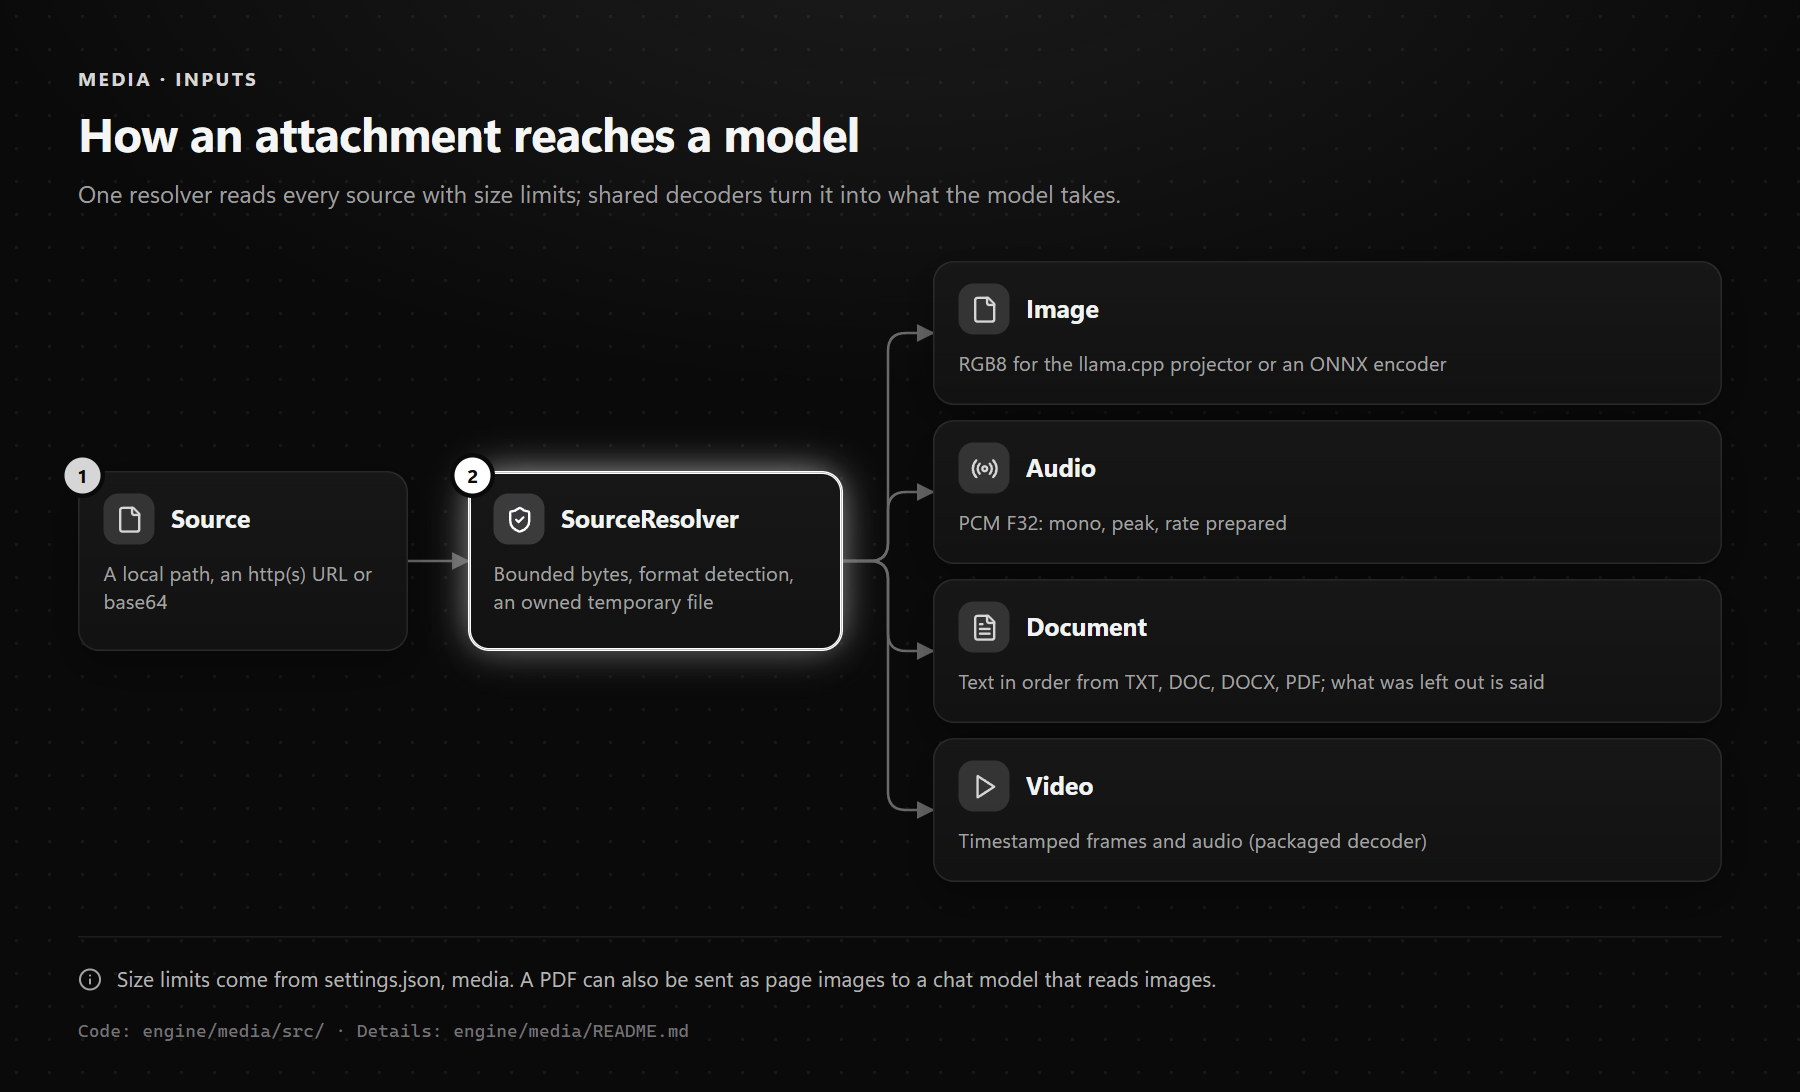 MEDIA · INPUTS
How an attachment reaches a model
One resolver reads every source with size limits; shared decoders turn it into what the model takes.
1
Source
A local path, an http(s) URL or
base64
2
SourceResolver
Bounded bytes, format detection,
an owned temporary file
Image
RGB8 for the llama.cpp projector or an ONNX encoder
Audio
PCM F32: mono, peak, rate prepared
Document
Text in order from TXT, DOC, DOCX, PDF; what was left out is said
Video
Timestamped frames and audio (packaged decoder)
Size limits come from settings.json, media. A PDF can also be sent as page images to a chat model that reads images.
Code: engine/media/src/ · Details: engine/media/README.md